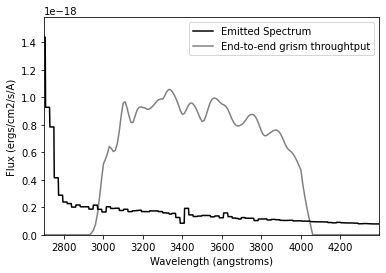 1e−18
Emitted Spectrum
End-to-end grism throughtput
1.4
1.2
1.0
0.8
0.6
0.4
0.2
0.0
Flux (ergs/cm2/s/A)
2800 3000 3200 3400 3600 3800 4000 4200
Wavelength (angstroms)